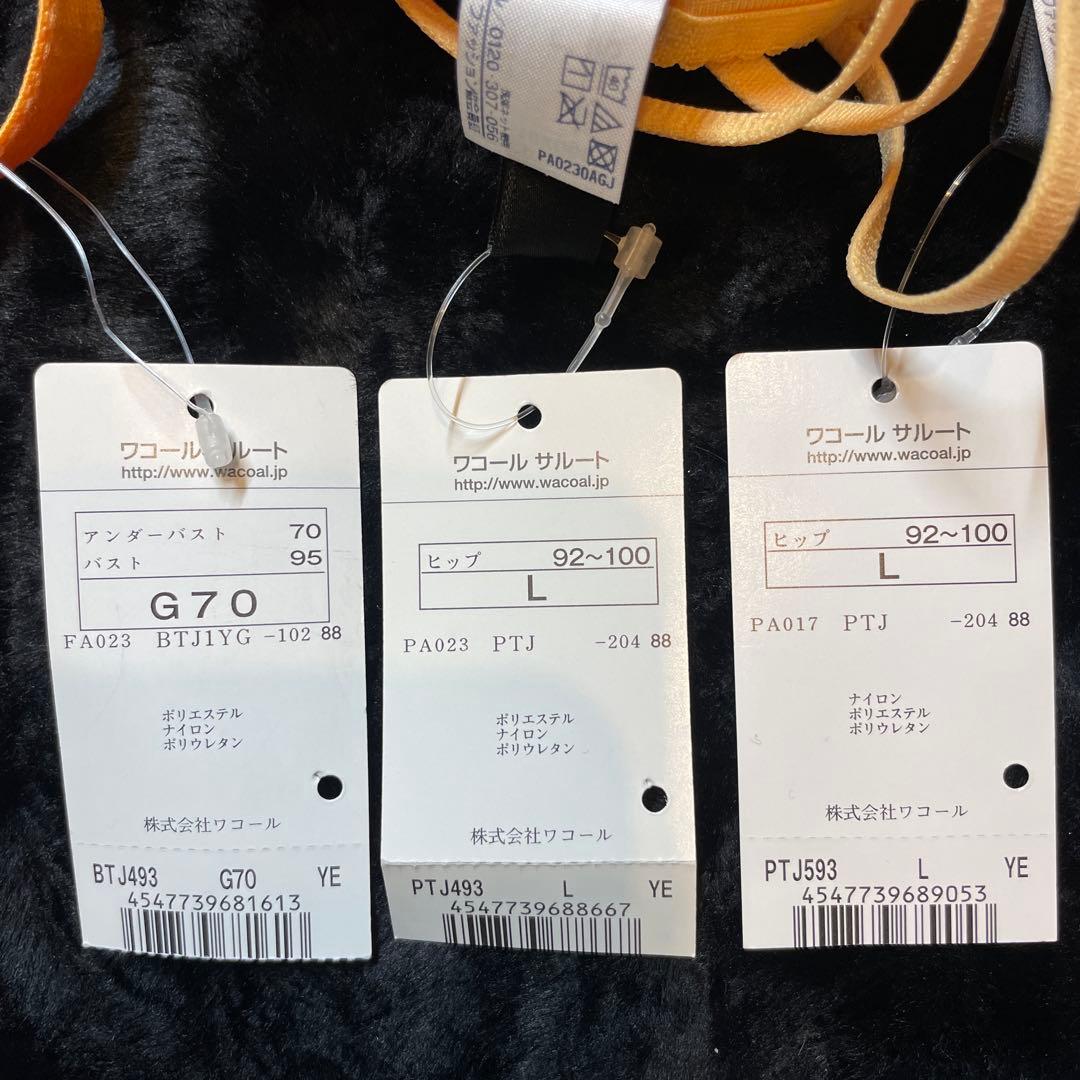 0120-307-056
40
PA0230AGJ
ワコール サルート
http://www.wacoal.jp
アンダーバスト 70
バスト 95
G70
FA023 BTJ1YG -102 88
ポリエステル
ナイロン
ポリウレタン
株式会社ワコール
BTJ493 G70 YE
4547739681613
ワコール サルート
http://www.wacoal.jp
ヒップ 92~100
L
PA023 PTJ -204 88
ポリエステル
ナイロン
ポリウレタン
株式会社ワコール
PTJ493 L YE
4547739688667
ワコール サルート
http://www.wacoal.jp
ヒップ 92~100
L
PA017 PTJ -204 88
ナイロン
ポリエステル
ポリウレタン
株式会社ワコール
PTJ593 L YE
4547739689053